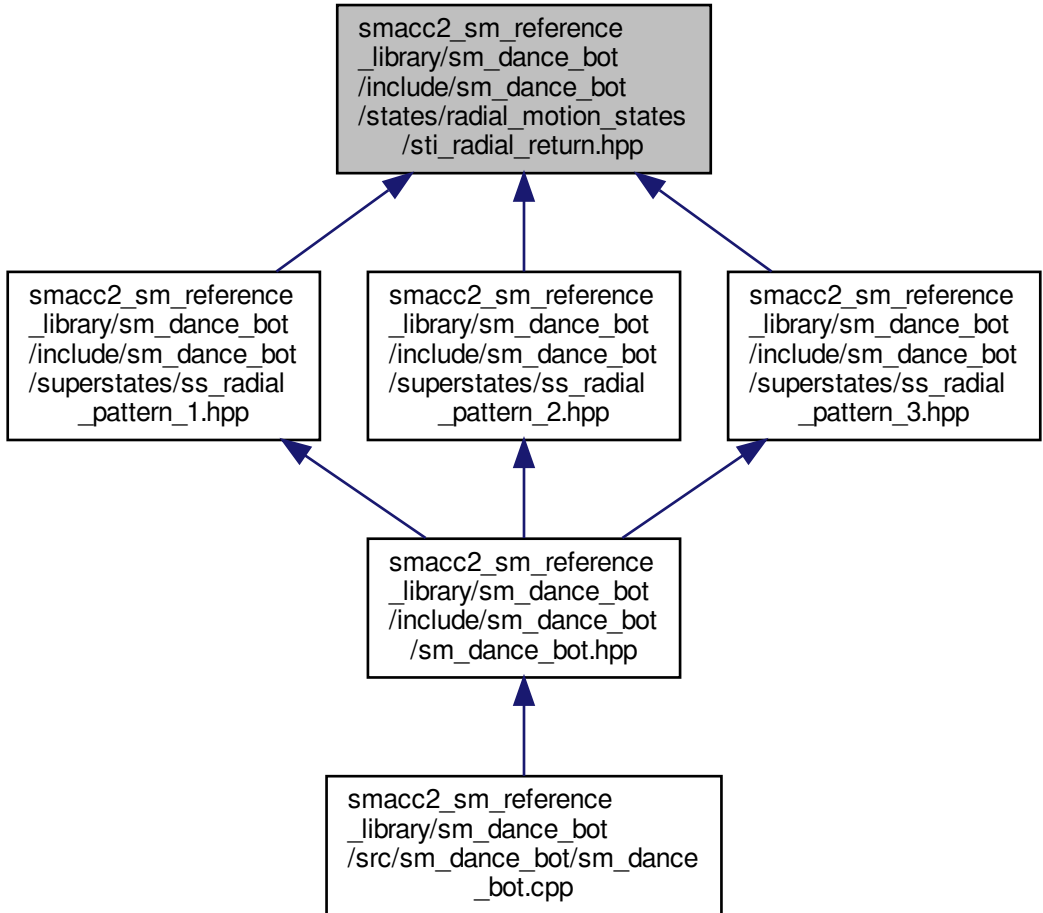 smacc2_sm_reference
_library/sm_dance_bot
/include/sm_dance_bot
/states/radial_motion_states
/sti_radial_return.hpp
smacc2_sm_reference
_library/sm_dance_bot
/include/sm_dance_bot
/superstates/ss_radial
_pattern_1.hpp
smacc2_sm_reference
_library/sm_dance_bot
/include/sm_dance_bot
/superstates/ss_radial
_pattern_2.hpp
smacc2_sm_reference
_library/sm_dance_bot
/include/sm_dance_bot
/superstates/ss_radial
_pattern_3.hpp
smacc2_sm_reference
_library/sm_dance_bot
/include/sm_dance_bot
/sm_dance_bot.hpp
smacc2_sm_reference
_library/sm_dance_bot
/src/sm_dance_bot/sm_dance
_bot.cpp